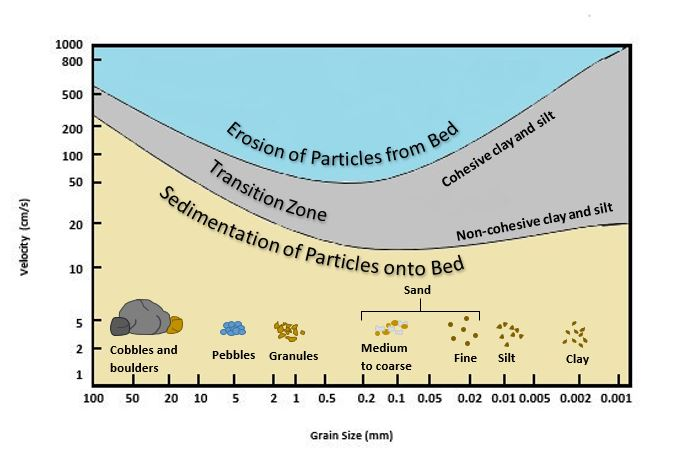 1000
800
500
200
100
50
20
10
5
2
1
Velocity (cm/s)
Erosion of Particles from Bed
Transition Zone
Sedimentation of Particles onto Bed
Cohesive clay and silt
Non-cohesive clay and silt
Sand
Cobbles and
boulders
Pebbles
Granules
Medium
to coarse
Fine
Silt
Clay
100 50 20 10 5 2 1 0.5 0.2 0.1 0.05 0.02 0.01 0.005 0.002 0.001
Grain Size (mm)